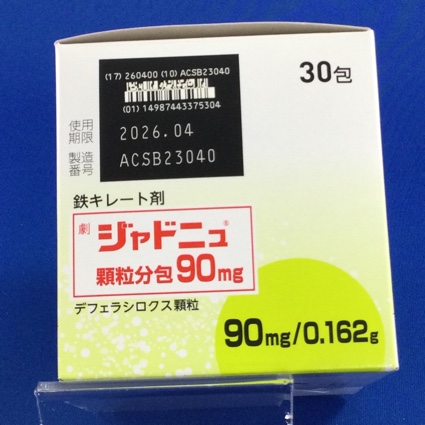 (17) 260400 (10) ACSB23040
(01) 14987443375304
30包
使用
期限
2026.04
製造
番号
ACSB23040
鉄キレート剤
劇 ジャドニュ®
顆粒分包90mg
デフェラシロクス顆粒
90mg/0.162g